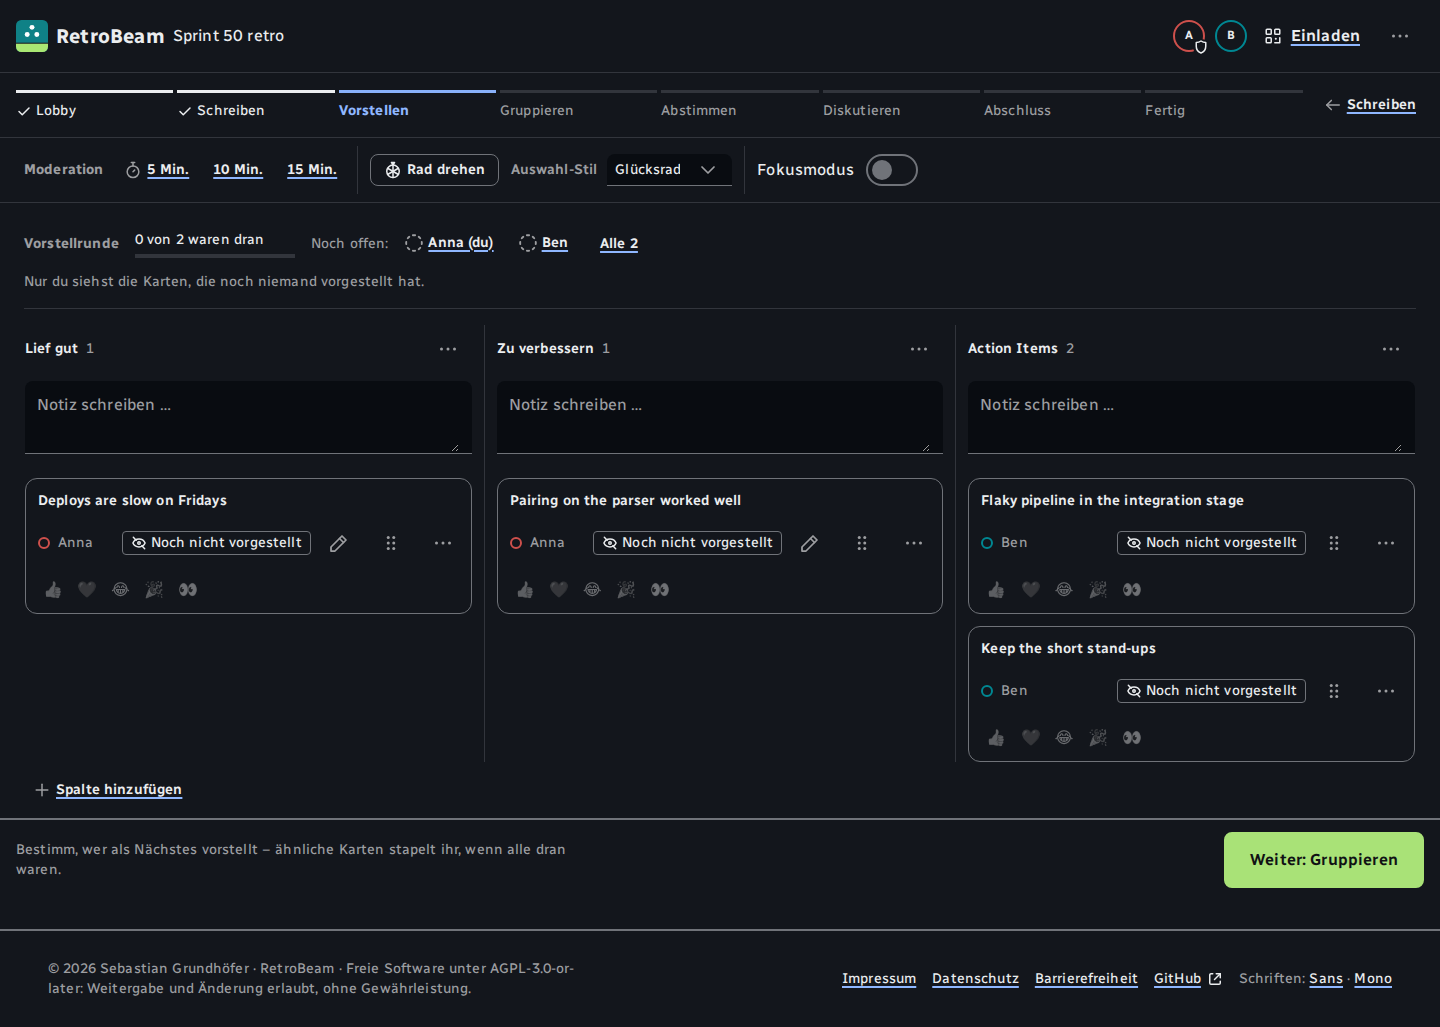 RetroBeam Sprint 50 retro
A B Einladen
Lobby Schreiben Vorstellen Gruppieren Abstimmen Diskutieren Abschluss Fertig Schreiben
Moderation 5 Min. 10 Min. 15 Min. Rad drehen Auswahl-Stil Glücksrad Fokusmodus
Vorstellrunde 0 von 2 waren dran Noch offen: Anna (du) Ben Alle 2
Nur du siehst die Karten, die noch niemand vorgestellt hat.
Lief gut 1
Notiz schreiben ...
Deploys are slow on Fridays
Anna Noch nicht vorgestellt
Zu verbessern 1
Notiz schreiben ...
Pairing on the parser worked well
Anna Noch nicht vorgestellt
Action Items 2
Notiz schreiben ...
Flaky pipeline in the integration stage
Ben Noch nicht vorgestellt
Keep the short stand-ups
Ben Noch nicht vorgestellt
Spalte hinzufügen
Bestimm, wer als Nächstes vorstellt – ähnliche Karten stapelt ihr, wenn alle dran
waren.
Weiter: Gruppieren
© 2026 Sebastian Grundhöfer · RetroBeam · Freie Software unter AGPL-3.0-or-
later: Weitergabe und Änderung erlaubt, ohne Gewährleistung.
Impressum Datenschutz Barrierefreiheit GitHub Schriften: Sans · Mono